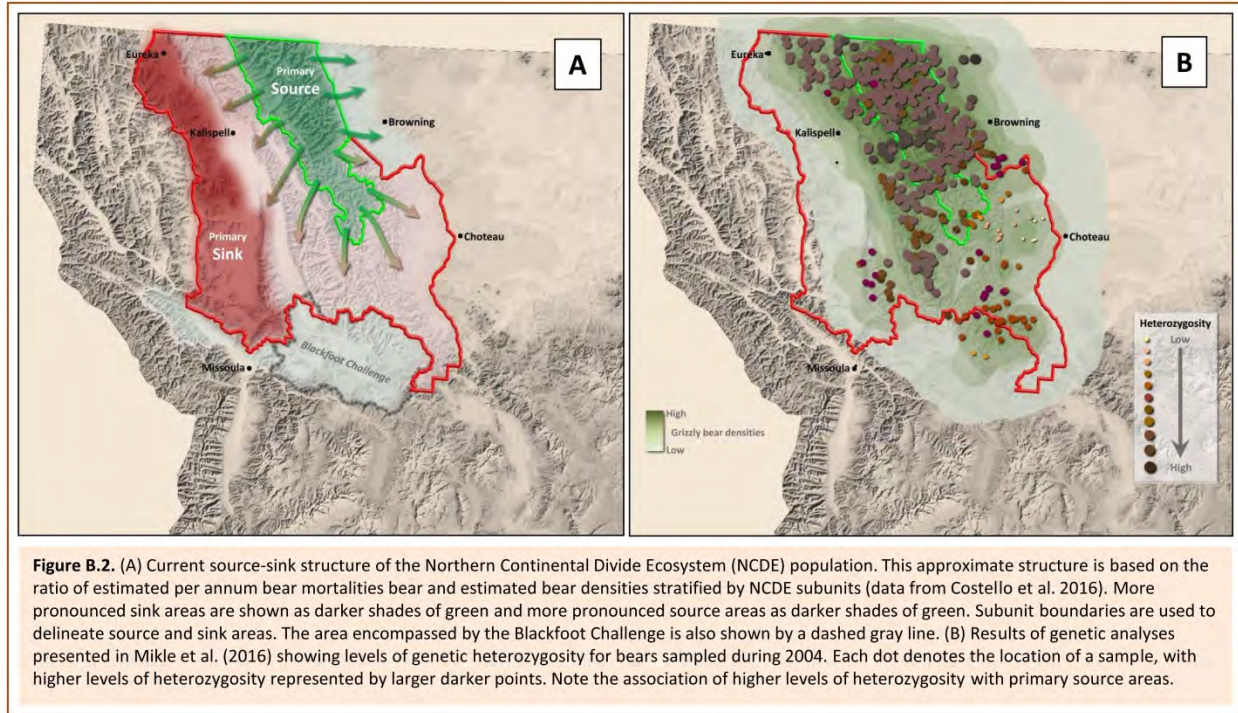 A
Eureka
Primary
Source
Browning
Kalispell
Primary
Sink
Choteau
Blackfoot Challenge
Missoula
B
Eureka
Browning
Kalispell
Choteau
Missoula
Heterozygosity
Low
High
High
Grizzly bear densities
Low
Figure B.2. (A) Current source-sink structure of the Northern Continental Divide Ecosystem (NCDE) population. This approximate structure is based on the
ratio of estimated per annum bear mortalities bear and estimated bear densities stratified by NCDE subunits (data from Costello et al. 2016). More
pronounced sink areas are shown as darker shades of green and more pronounced source areas as darker shades of green. Subunit boundaries are used to
delineate source and sink areas. The area encompassed by the Blackfoot Challenge is also shown by a dashed gray line. (B) Results of genetic analyses
presented in Mikle et al. (2016) showing levels of genetic heterozygosity for bears sampled during 2004. Each dot denotes the location of a sample, with
higher levels of heterozygosity represented by larger darker points. Note the association of higher levels of heterozygosity with primary source areas.